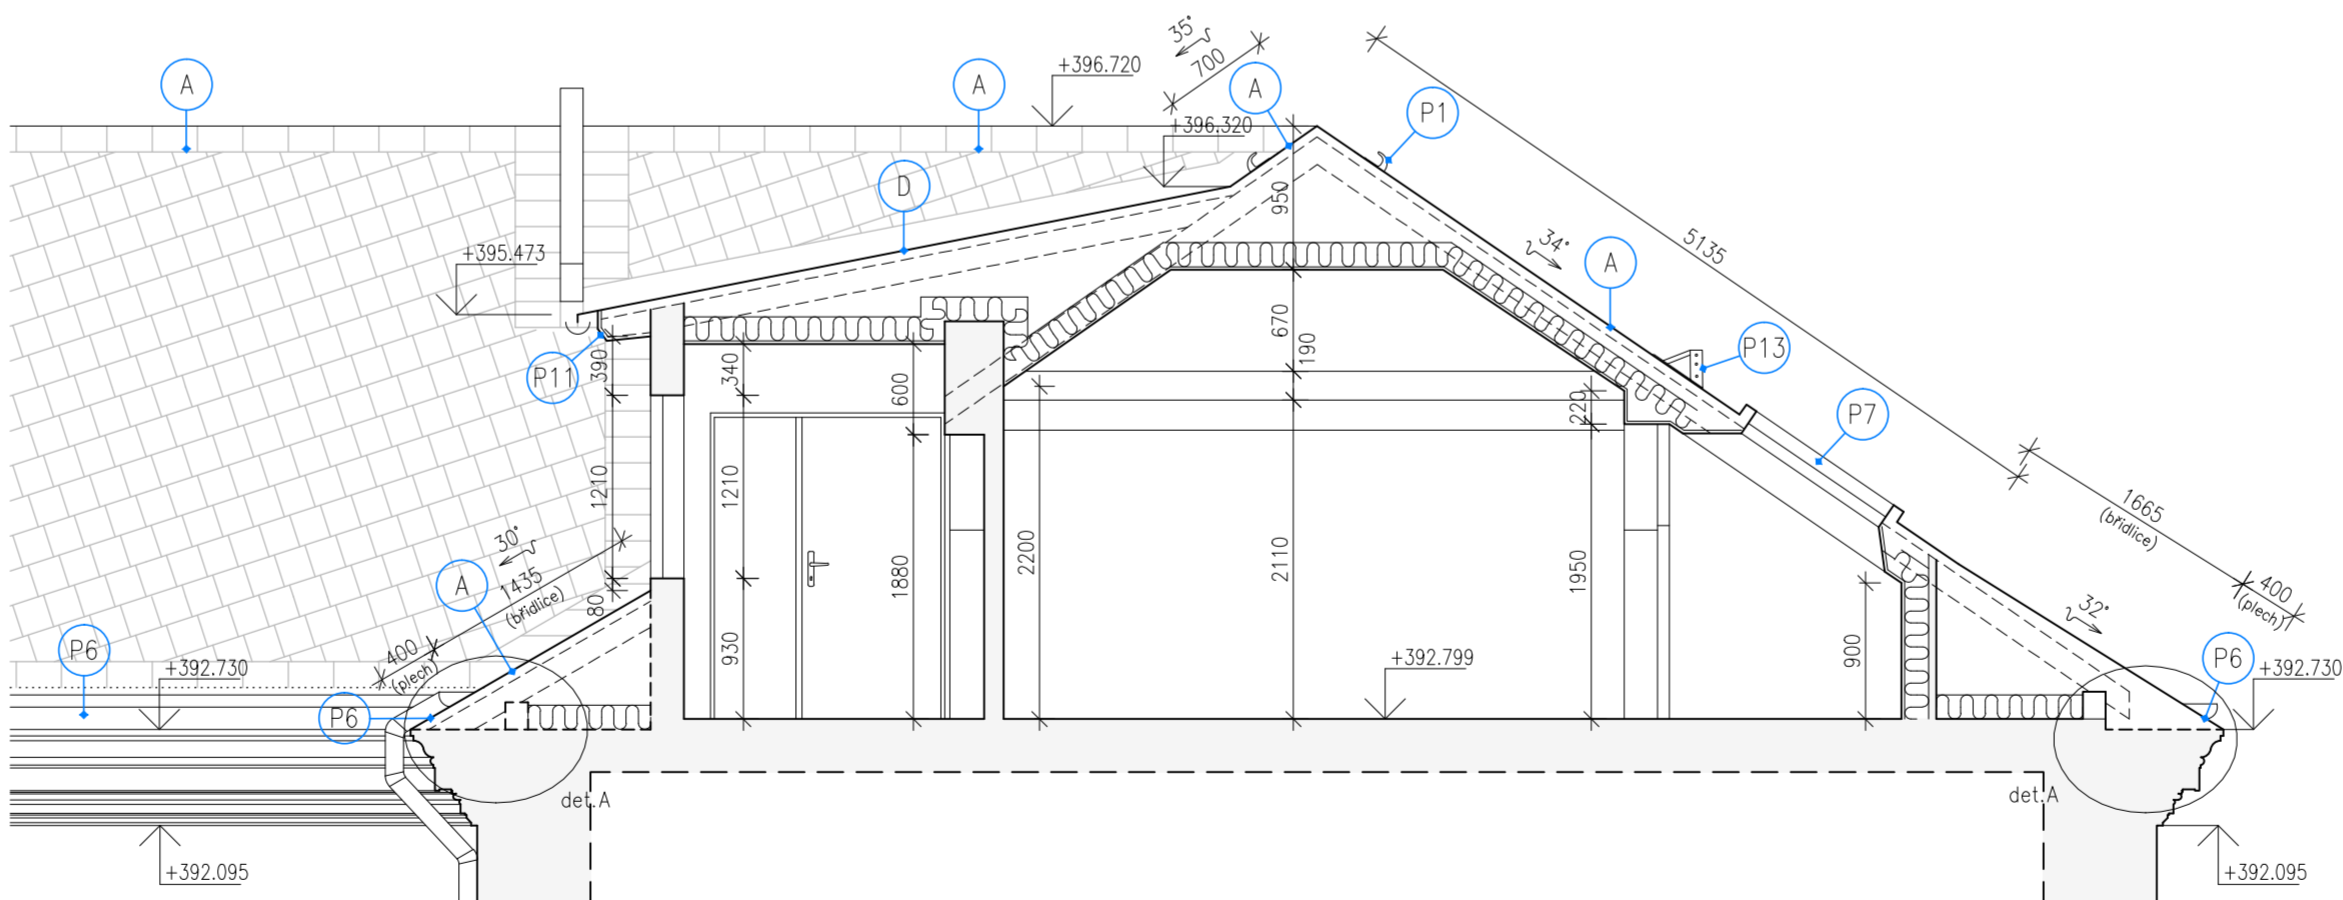 A
A
35°
700
A
+396.720
P1
+396.320
D
950
5135
34°
A
+395.473
P11
390
340
600
670
190
220
P13
P7
1210
1210
1665
(břidlice)
30°
1435
(břidlice)
A
80
1880
2200
2110
1950
400
(plech)
32°
930
900
P6
+392.730
400
(plech)
P6
+392.799
P6
+392.730
det.A
det.A
+392.095
+392.095